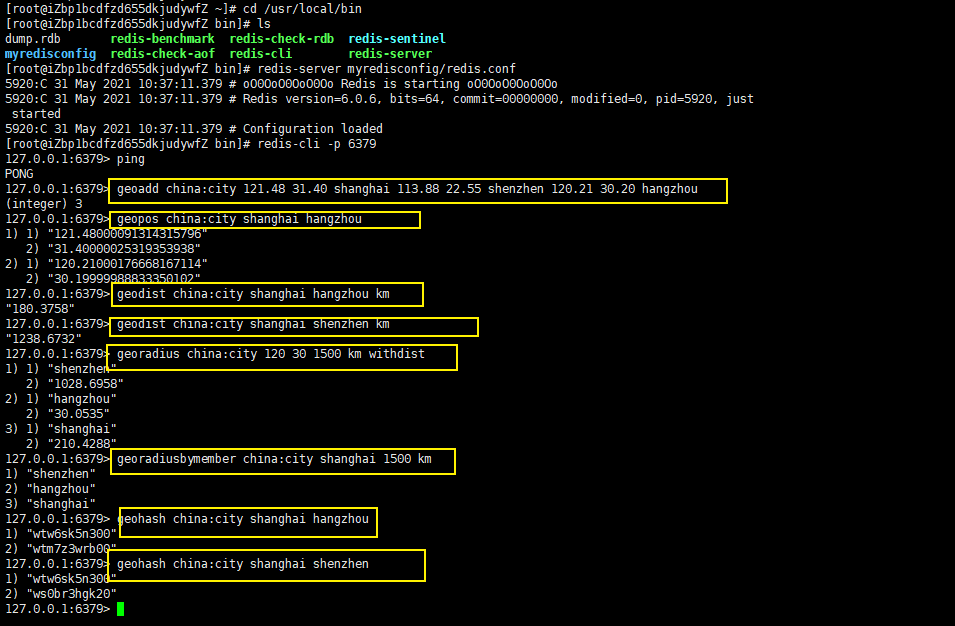 [root@iZbp1bcdfzd655dkjudywfZ ~]# cd /usr/local/bin
[root@iZbp1bcdfzd655dkjudywfZ bin]# ls
dump.rdb redis-benchmark redis-check-rdb redis-sentinel
myredisconfig redis-check-aof redis-cli redis-server
[root@iZbp1bcdfzd655dkjudywfZ bin]# redis-server myredisconfig/redis.conf
5920:C 31 May 2021 10:37:11.379 # oO0OoO0OoO0Oo Redis is starting oO0OoO0OoO0Oo
5920:C 31 May 2021 10:37:11.379 # Redis version=6.0.6, bits=64, commit=00000000, modified=0, pid=5920, just
started
5920:C 31 May 2021 10:37:11.379 # Configuration loaded
[root@iZbp1bcdfzd655dkjudywfZ bin]# redis-cli -p 6379
127.0.0.1:6379> ping
PONG
127.0.0.1:6379> geoadd china:city 121.48 31.40 shanghai 113.88 22.55 shenzhen 120.21 30.20 hangzhou
(integer) 3
127.0.0.1:6379> geopos china:city shanghai hangzhou
1) 1) "121.48000091314315796"
2) "31.40000025319353938"
2) 1) "120.21000176668167114"
2) "30.19999988833350102"
127.0.0.1:6379> geodist china:city shanghai hangzhou km
"180.3758"
127.0.0.1:6379> geodist china:city shanghai shenzhen km
"1238.6732"
127.0.0.1:6379> georadius china:city 120 30 1500 km withdist
1) 1) "shenzhen"
2) "1028.6958"
2) 1) "hangzhou"
2) "30.0535"
3) 1) "shanghai"
2) "210.4288"
127.0.0.1:6379> georadiusbymember china:city shanghai 1500 km
1) "shenzhen"
2) "hangzhou"
3) "shanghai"
127.0.0.1:6379> geohash china:city shanghai hangzhou
1) "wtw6sk5n300"
2) "wtm7z3wrb00"
127.0.0.1:6379> geohash china:city shanghai shenzhen
1) "wtw6sk5n300"
2) "ws0br3hgk20"
127.0.0.1:6379>